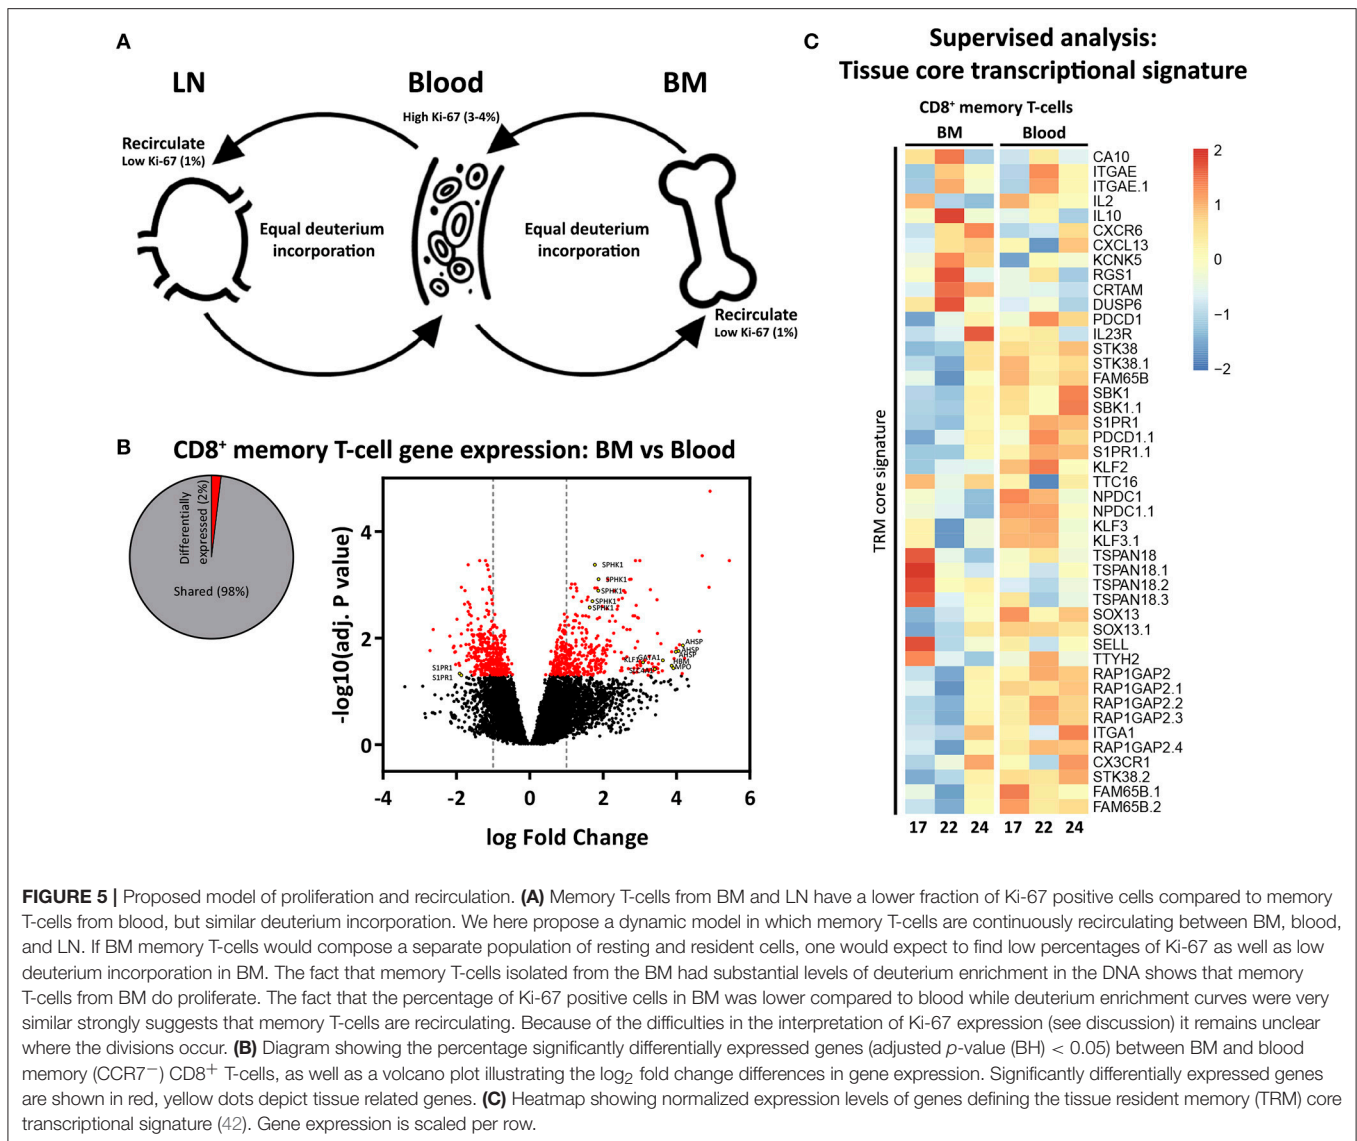 A
LN
Blood
BM
High Ki-67 (3-4%)
Recirculate
Low Ki-67 (1%)
Equal deuterium
incorporation
Equal deuterium
incorporation
Recirculate
Low Ki-67 (1%)
B
CD8+ memory T-cell gene expression: BM vs Blood
Differentially
expressed (2%)
Shared (98%)
-log10(adj. P value)
4
2
0
-4
-2
0
2
4
6
log Fold Change
SPHK1
SPHK1
SPHK1
SPHK1
SPHK1
AHSP
AHSP
AHSP
GATA1
HBM
MPO
S1PR1
S1PR1
C
Supervised analysis:
Tissue core transcriptional signature
CD8+ memory T-cells
BM
Blood
TRM core signature
CA10
ITGAE
ITGAE.1
IL2
IL10
CXCR6
CXCL13
KCNK5
RGS1
CRTAM
DUSP6
PDCD1
IL23R
STK38
STK38.1
FAM65B
SBK1
SBK1.1
S1PR1
PDCD1.1
S1PR1.1
KLF2
TTC16
NPDC1
NPDC1.1
KLF3
KLF3.1
TSPAN18
TSPAN18.1
TSPAN18.2
TSPAN18.3
SOX13
SOX13.1
SELL
TTYH2
RAP1GAP2
RAP1GAP2.1
RAP1GAP2.2
RAP1GAP2.3
ITGA1
RAP1GAP2.4
CX3CR1
STK38.2
FAM65B.1
FAM65B.2
17 22 24 17 22 24
2
1
0
−1
−2
FIGURE 5 | Proposed model of proliferation and recirculation. (A) Memory T-cells from BM and LN have a lower fraction of Ki-67 positive cells compared to memory
T-cells from blood, but similar deuterium incorporation. We here propose a dynamic model in which memory T-cells are continuously recirculating between BM, blood,
and LN. If BM memory T-cells would compose a separate population of resting and resident cells, one would expect to find low percentages of Ki-67 as well as low
deuterium incorporation in BM. The fact that memory T-cells isolated from the BM had substantial levels of deuterium enrichment in the DNA shows that memory
T-cells from BM do proliferate. The fact that the percentage of Ki-67 positive cells in BM was lower compared to blood while deuterium enrichment curves were very
similar strongly suggests that memory T-cells are recirculating. Because of the difficulties in the interpretation of Ki-67 expression (see discussion) it remains unclear
where the divisions occur. (B) Diagram showing the percentage significantly differentially expressed genes (adjusted p-value (BH) < 0.05) between BM and blood
memory (CCR7−) CD8+ T-cells, as well as a volcano plot illustrating the log2 fold change differences in gene expression. Significantly differentially expressed genes
are shown in red, yellow dots depict tissue related genes. (C) Heatmap showing normalized expression levels of genes defining the tissue resident memory (TRM) core
transcriptional signature (42). Gene expression is scaled per row.